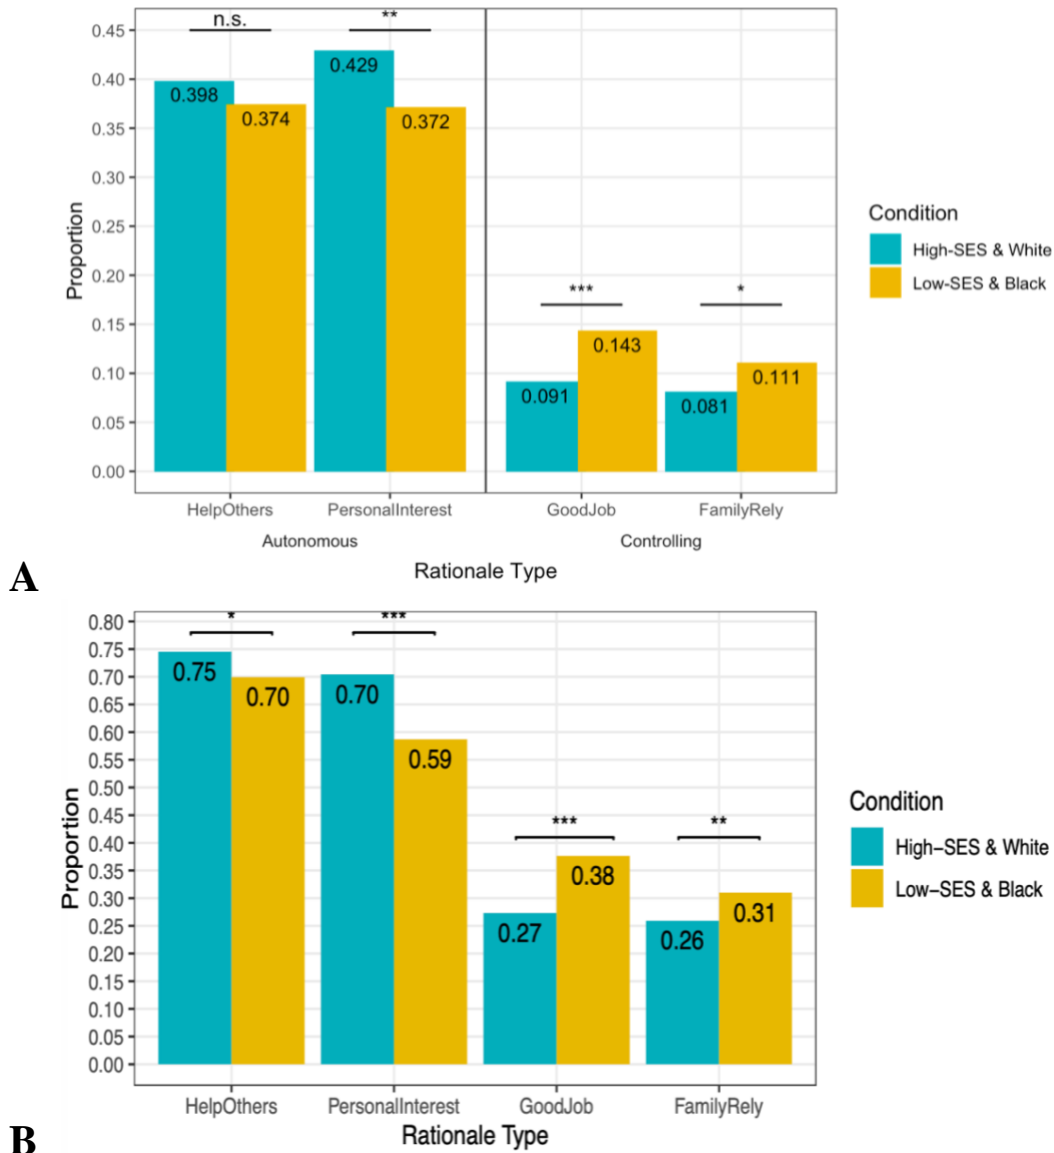 n.s.
**
0.45
0.40
0.35
0.30
0.25
0.20
0.15
0.10
0.05
0.00
Proportion
0.398
0.374
0.429
0.372
***
*
0.091
0.143
0.081
0.111
HelpOthers
PersonalInterest
GoodJob
FamilyRely
Autonomous
Controlling
Rationale Type
Condition
High-SES & White
Low-SES & Black
A
*
***
0.80
0.75
0.70
0.65
0.60
0.55
0.50
0.45
0.40
0.35
0.30
0.25
0.20
0.15
0.10
0.05
0.00
Proportion
0.75
0.70
0.70
0.59
***
**
0.27
0.38
0.26
0.31
HelpOthers
PersonalInterest
GoodJob
FamilyRely
Rationale Type
Condition
High−SES & White
Low−SES & Black
B